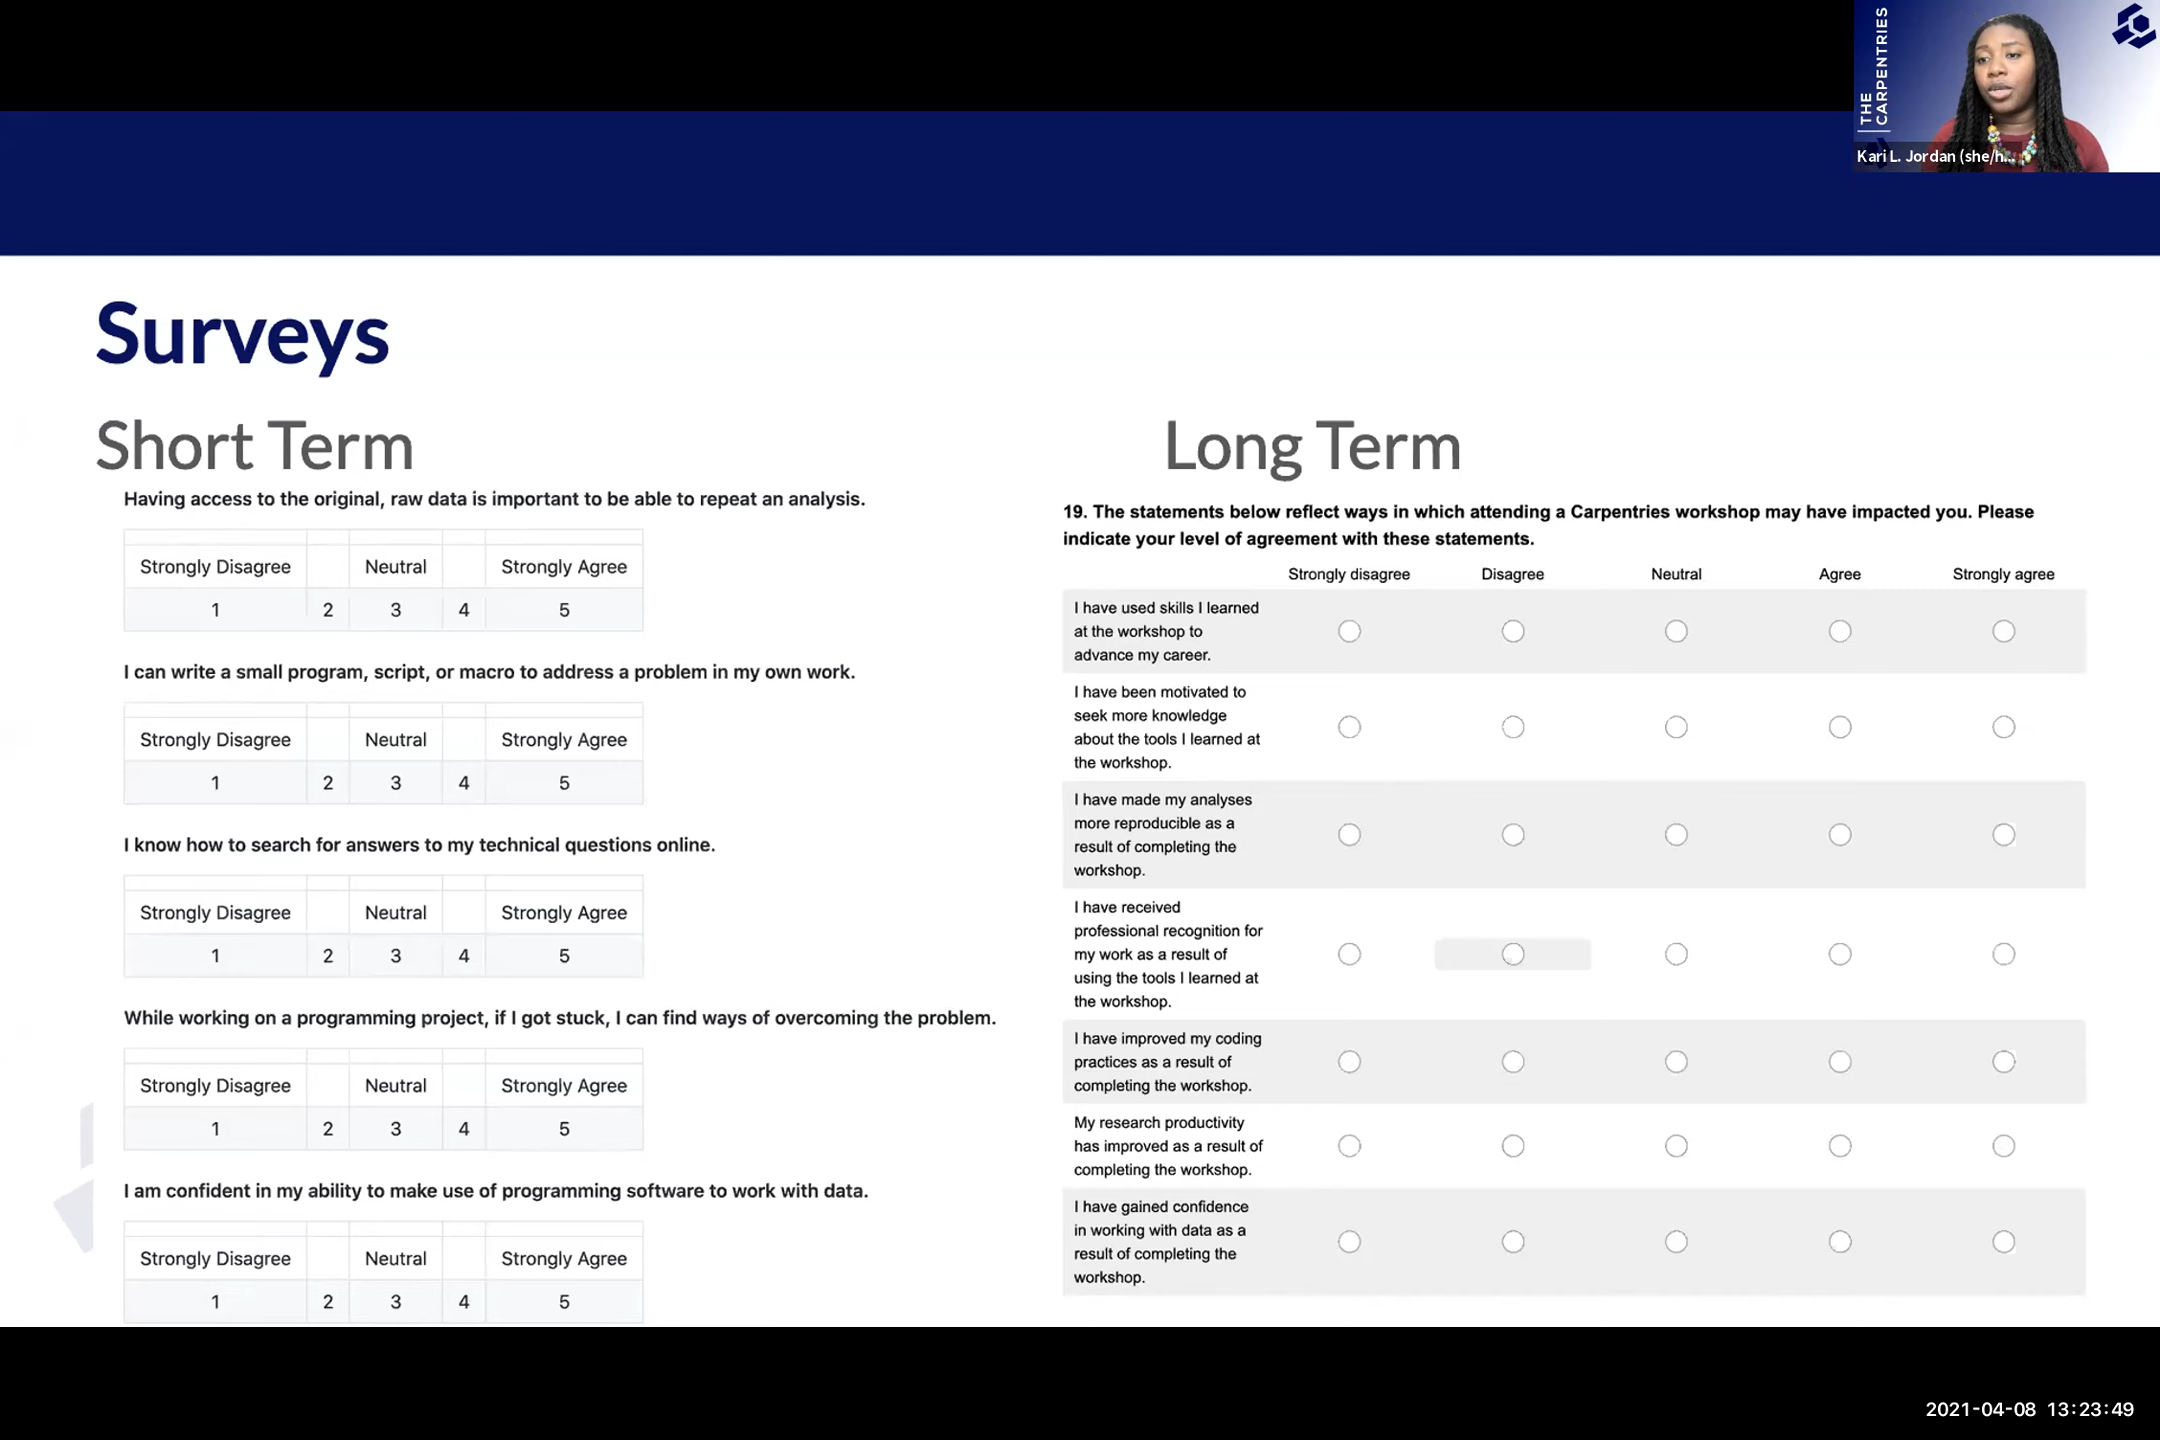 THE
CARPENTRIES
Kari L. Jordan (she/h...
Surveys
Short Term
Having access to the original, raw data is important to be able to repeat an analysis.
Strongly Disagree Neutral Strongly Agree
1 2 3 4 5
I can write a small program, script, or macro to address a problem in my own work.
Strongly Disagree Neutral Strongly Agree
1 2 3 4 5
I know how to search for answers to my technical questions online.
Strongly Disagree Neutral Strongly Agree
1 2 3 4 5
While working on a programming project, if I got stuck, I can find ways of overcoming the problem.
Strongly Disagree Neutral Strongly Agree
1 2 3 4 5
I am confident in my ability to make use of programming software to work with data.
Strongly Disagree Neutral Strongly Agree
1 2 3 4 5
Long Term
19. The statements below reflect ways in which attending a Carpentries workshop may have impacted you. Please
indicate your level of agreement with these statements.
Strongly disagree Disagree Neutral Agree Strongly agree
I have used skills I learned
at the workshop to
advance my career.
I have been motivated to
seek more knowledge
about the tools I learned at
the workshop.
I have made my analyses
more reproducible as a
result of completing the
workshop.
I have received
professional recognition for
my work as a result of
using the tools I learned at
the workshop.
I have improved my coding
practices as a result of
completing the workshop.
My research productivity
has improved as a result of
completing the workshop.
I have gained confidence
in working with data as a
result of completing the
workshop.
2021-04-08 13:23:49